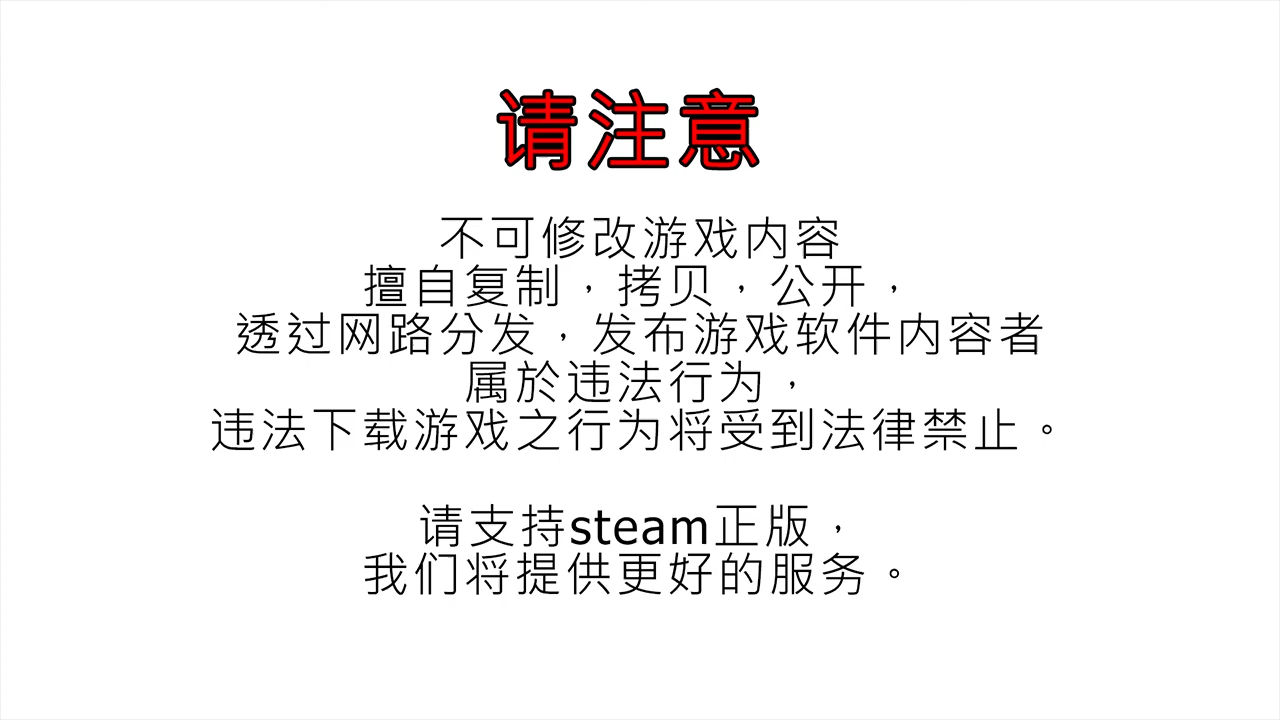 请注意
不可修改游戏内容
擅自复制，拷贝，公开，
透过网路分发，发布游戏软件内容者
属於违法行为，
违法下载游戏之行为将受到法律禁止。
请支持steam正版，
我们将提供更好的服务。